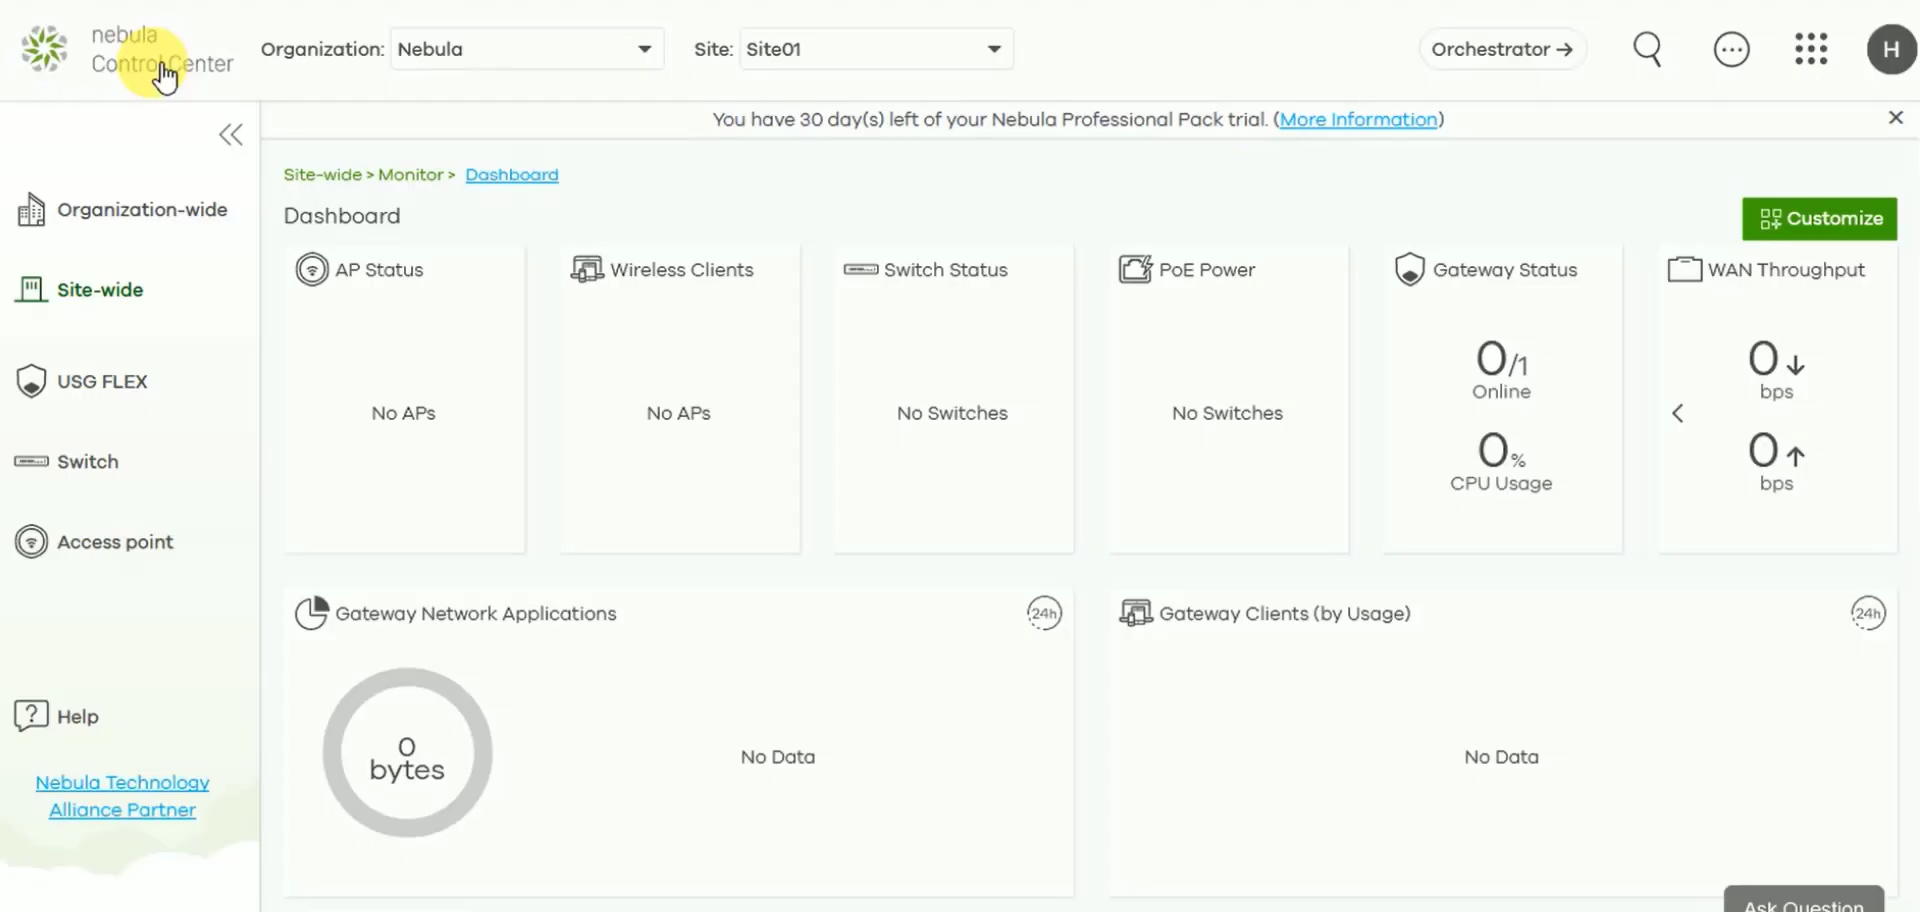 nebula
Control Center
Organization: Nebula
Site: Site01
Orchestrator →
H
You have 30 day(s) left of your Nebula Professional Pack trial. (More Information)
Site-wide > Monitor > Dashboard
Dashboard
Customize
Organization-wide
Site-wide
USG FLEX
Switch
Access point
Help
Nebula Technology
Alliance Partner
AP Status
No APs
Wireless Clients
No APs
Switch Status
No Switches
PoE Power
No Switches
Gateway Status
0/1
Online
0%
CPU Usage
WAN Throughput
0 ↓
bps
0 ↑
bps
Gateway Network Applications
24h
0
bytes
No Data
Gateway Clients (by Usage)
24h
No Data
Ask Question